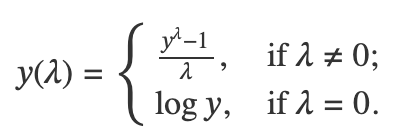 y(λ) = { (y^λ−1)/λ, if λ ≠ 0;
log y, if λ = 0.